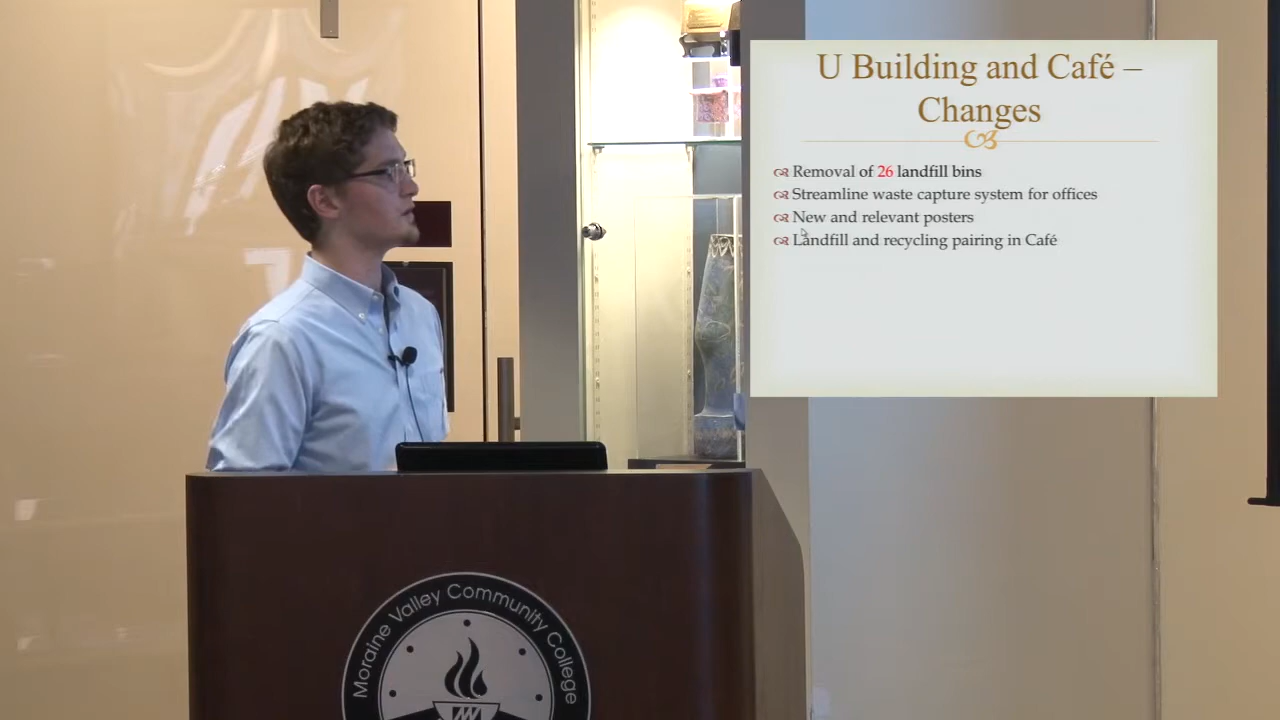 U Building and Café –
Changes
Removal of 26 landfill bins
Streamline waste capture system for offices
New and relevant posters
Landfill and recycling pairing in Café
Moraine Valley Community College